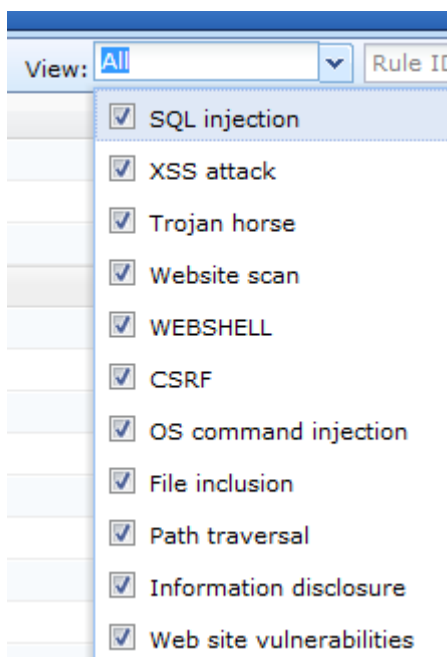 View: All Rule ID
SQL injection
XSS attack
Trojan horse
Website scan
WEBSHELL
CSRF
OS command injection
File inclusion
Path traversal
Information disclosure
Web site vulnerabilities